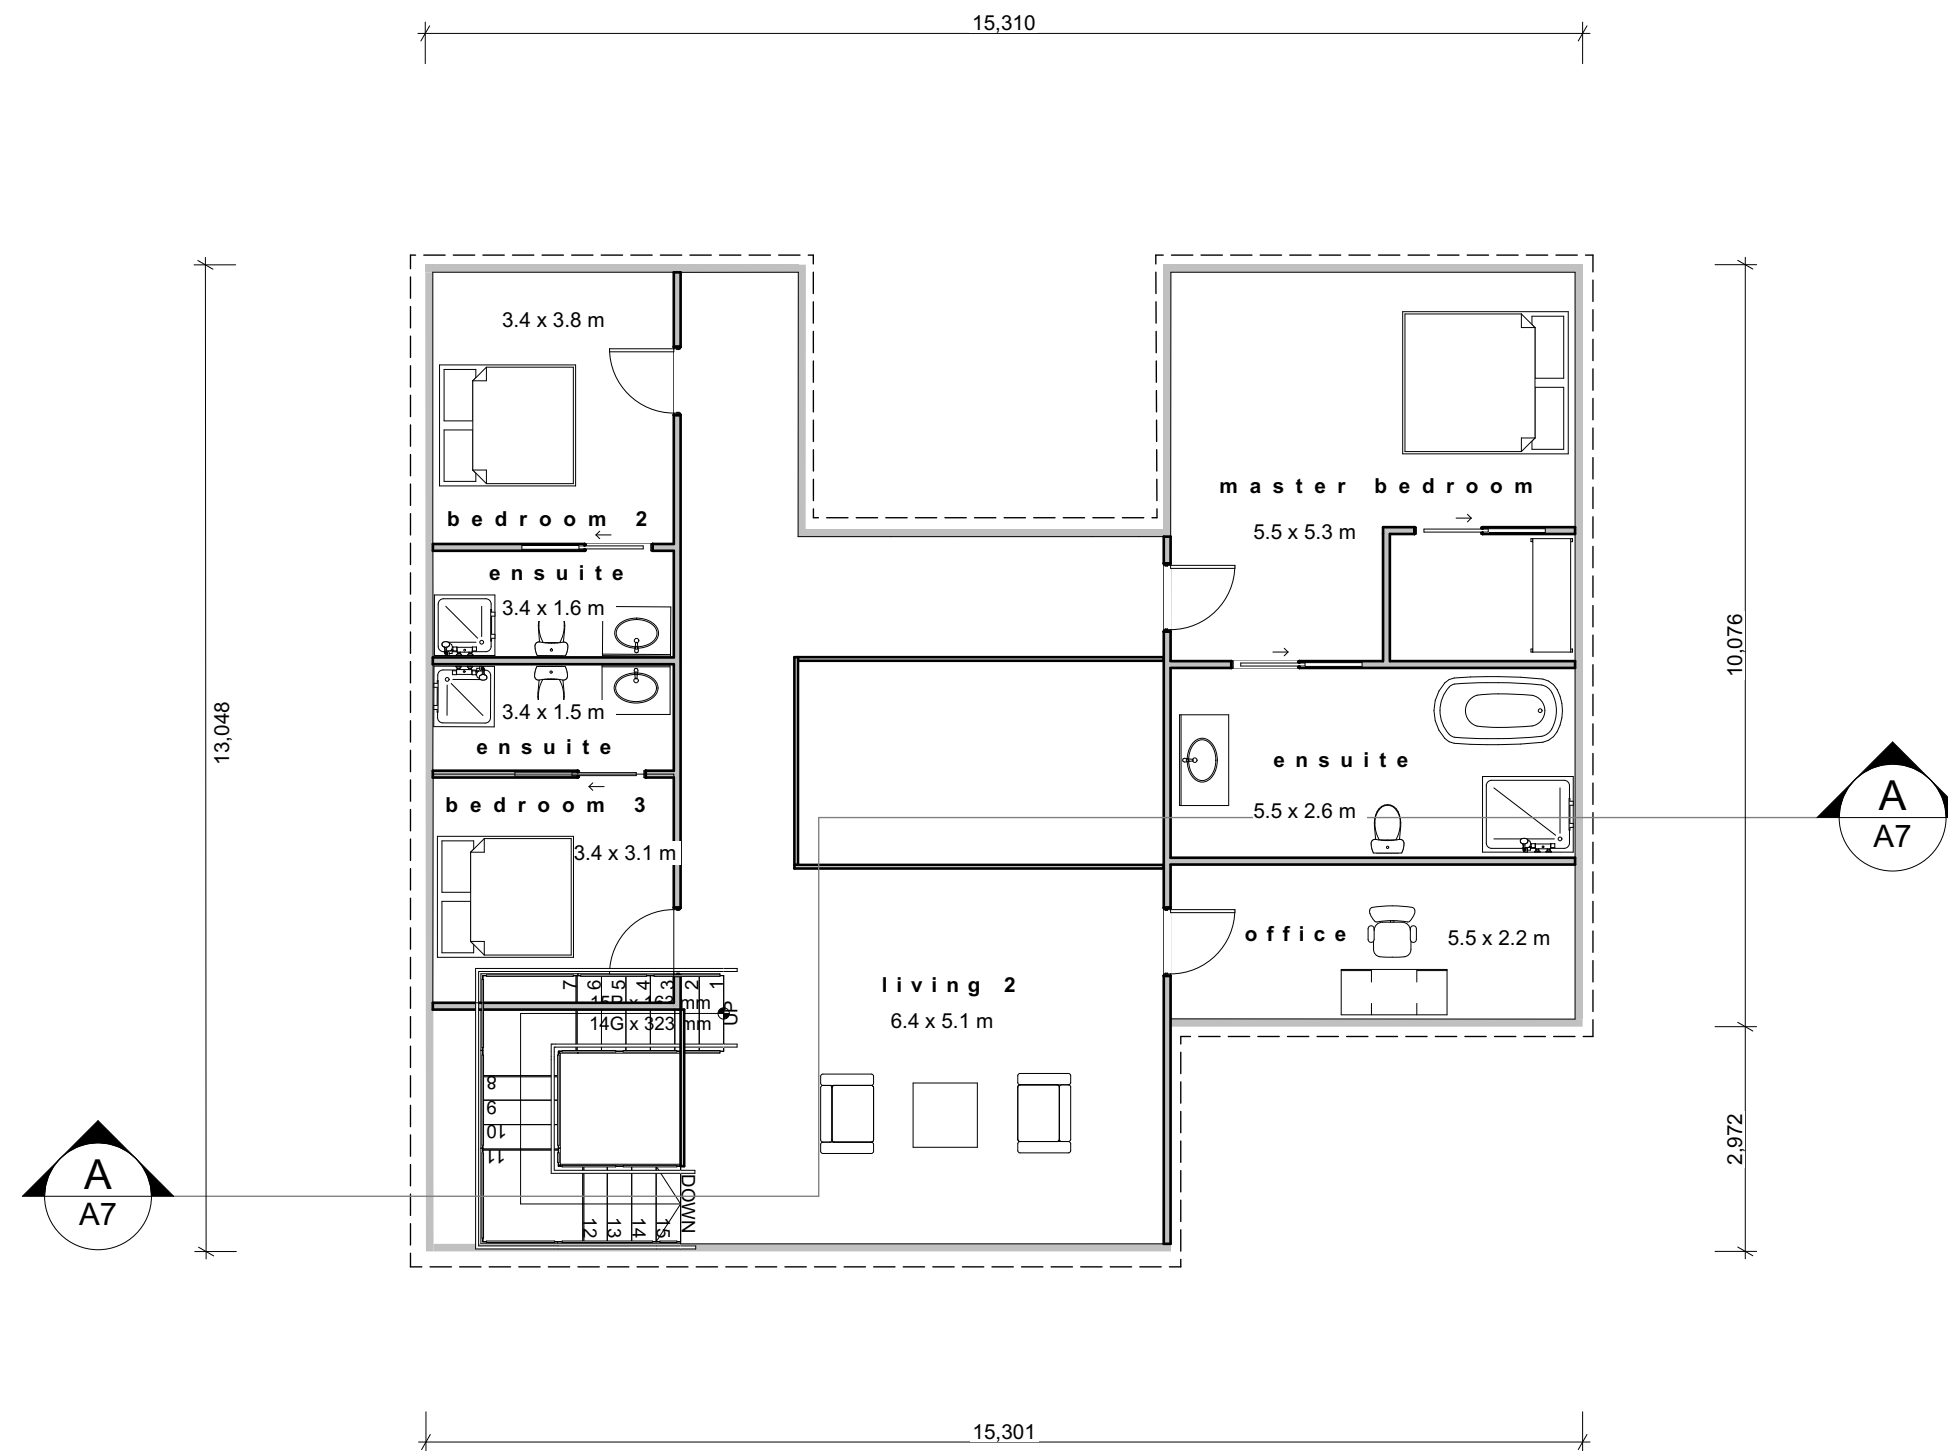 15,310
3.4 x 3.8 m
bedroom 2
ensuite
3.4 x 1.6 m
3.4 x 1.5 m
ensuite
bedroom 3
3.4 x 3.1 m
master bedroom
5.5 x 5.3 m
ensuite
5.5 x 2.6 m
office
5.5 x 2.2 m
living 2
6.4 x 5.1 m
7 6 5 4 3 2 1
UP
14G x 323 mm
8
9
10
11
12 13 14 15
DOWN
13,048
10,076
2,972
A
A7
A
A7
15,301